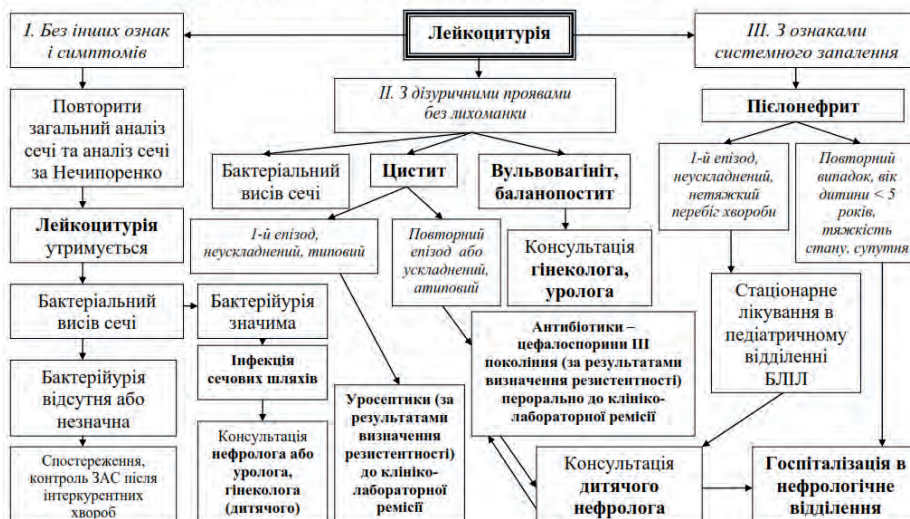 I. Без інших ознак
і симптомів
Лейкоцитурія
III. З ознаками
системного запалення
II. З дізуричними проявами
без лихоманки
Повторити
загальний аналіз
сечі та аналіз сечі
за Нечипоренко
Лейкоцитурія
утримується
Бактеріальний
висів сечі
Бактерійурія
відсутня або
незначна
Спостереження,
контроль ЗАС після
інтеркурентних
хвороб
Бактерійурія
значима
Інфекція
сечових шляхів
Консультація
нефролога або
уролога,
гінеколога
(дитячого)
Бактеріальний
висів сечі
Цистит
Вульвовагініт,
баланопостит
1-й епізод,
неускладнений, типовий
Повторний
епізод або
ускладнений,
атиповий
Консультація
гінеколога,
уролога
Уросептики (за
результатами
визначення
резистентності)
до клініко-
лабораторної
ремісії
Антибіотики –
цефалоспорини III
покоління (за результатами
визначення резистентності)
перорально до клініко-
лабораторної ремісії
Пієлонефрит
1-й епізод,
неускладнений,
нетяжкий
перебіг хвороби
Повторний
випадок, вік
дитини < 5
років,
тяжкість
стану, супутня
Стаціонарне
лікування в
педіатричному
відділенні
БЛІЛ
Консультація
дитячого
нефролога
Госпіталізація в
нефрологічне
відділення